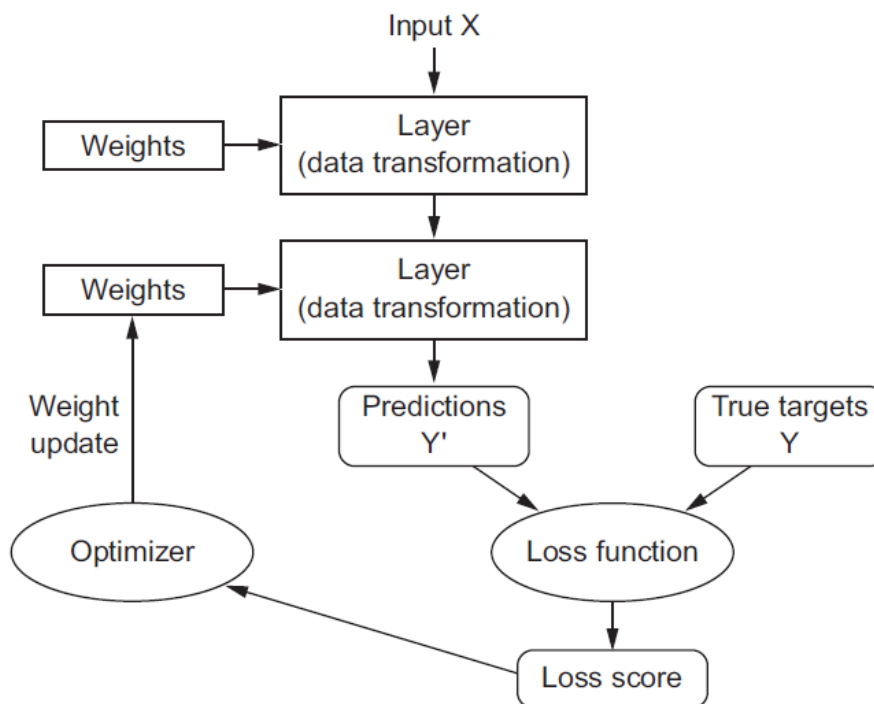 Input X
Weights
Layer
(data transformation)
Weights
Layer
(data transformation)
Weight
update
Predictions
Y'
True targets
Y
Optimizer
Loss function
Loss score